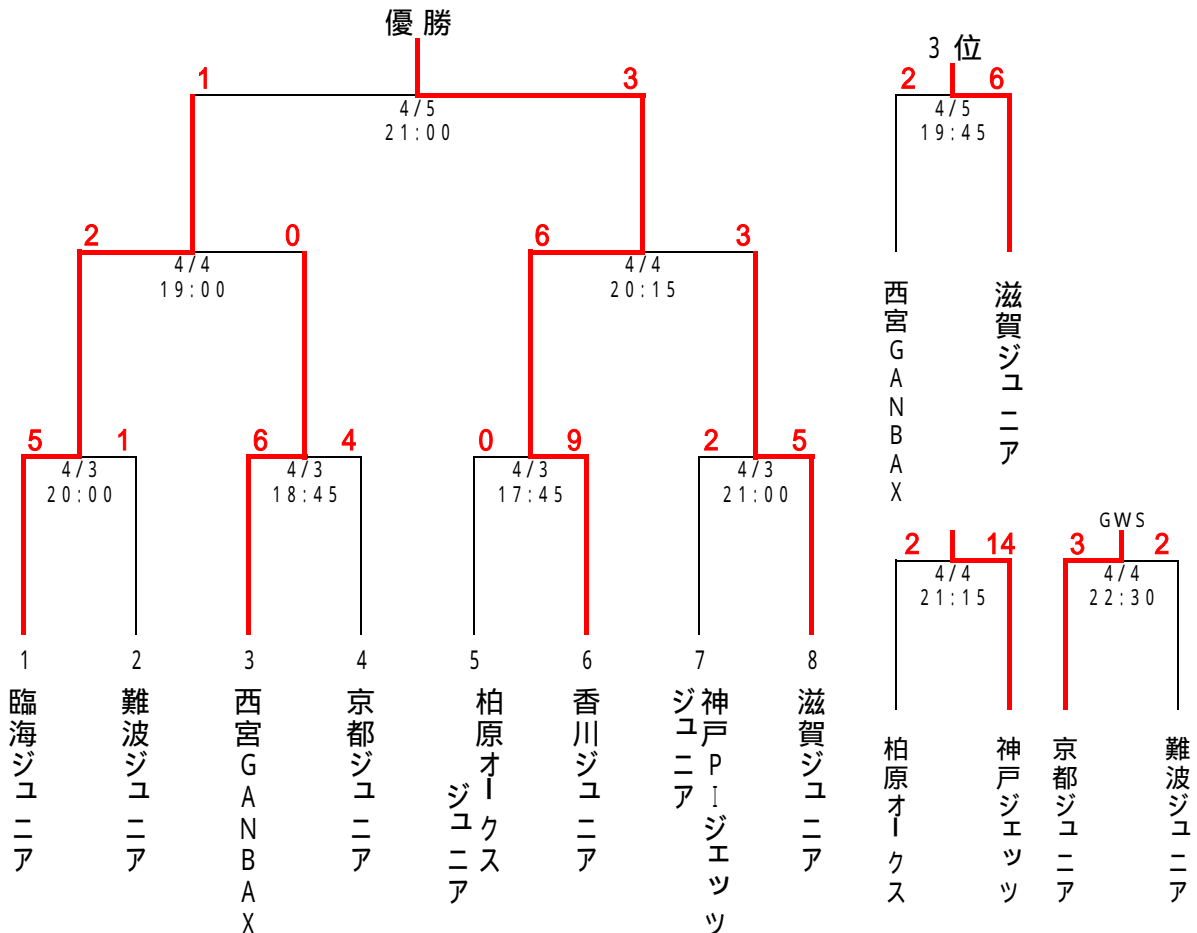 優勝
3位
1
3
2
6
4/5
21:00
4/5
19:45
2
0
6
3
4/4
19:00
4/4
20:15
西宮GANBAX
滋賀ジュニア
5
1
6
4
0
9
2
5
4/3
20:00
4/3
18:45
4/3
17:45
4/3
21:00
GWS
2
14
3
2
4/4
21:15
4/4
22:30
1
2
3
4
5
6
7
8
臨海ジュニア
難波ジュニア
西宮GANBAX
京都ジュニア
柏原オークス
ジュニア
香川ジュニア
神戸PIジェッツ
ジュニア
滋賀ジュニア
柏原オークス
神戸ジェッツ
京都ジュニア
難波ジュニア